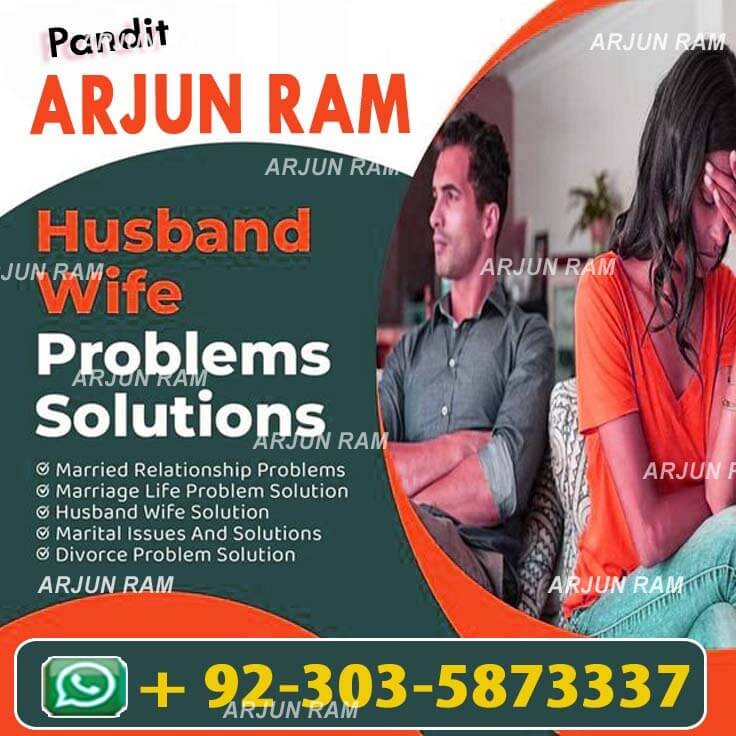 Pandit
ARJUN RAM
ARJUN RAM
ARJUN RAM
ARJUN RAM
Husband
Wife
Problems
Solutions
JUN RAM
ARJUN RAM
ARJUN RAM
ARJUN RAM
ARJUN R
Married Relationship Problems
Marriage Life Problem Solution
Husband Wife Solution
Marital Issues And Solutions
Divorce Problem Solution
ARJUN RAM
ARJUN RAM
+ 92-303-5873337
ARJUN RAM